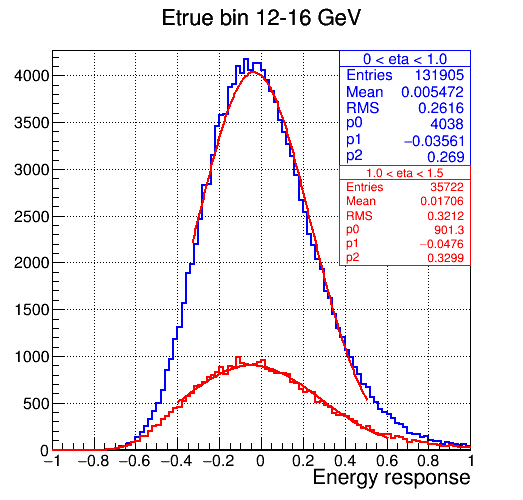 Etrue bin 12-16 GeV
0 < eta < 1.0
Entries 131905
Mean 0.005472
RMS 0.2616
p0 4038
p1 −0.03561
p2 0.269
1.0 < eta < 1.5
Entries 35722
Mean 0.01706
RMS 0.3212
p0 901.3
p1 −0.0476
p2 0.3299
4000
3500
3000
2500
2000
1500
1000
500
0
−1 −0.8 −0.6 −0.4 −0.2 0 0.2 0.4 0.6 0.8 1
Energy response